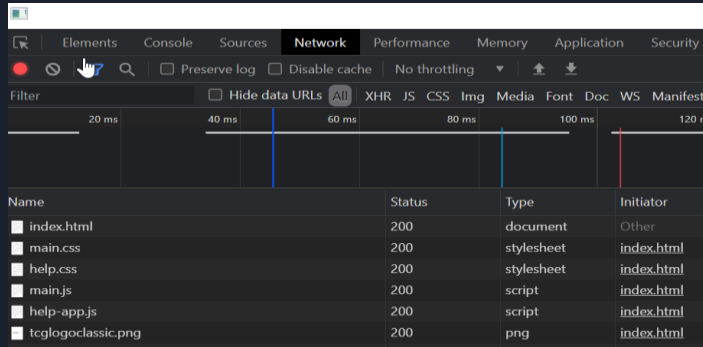 Elements Console Sources Network Performance Memory Application Security
Preserve log Disable cache No throttling
Filter Hide data URLs All XHR JS CSS Img Media Font Doc WS Manifest
20 ms 40 ms 60 ms 80 ms 100 ms 120 m
Name Status Type Initiator
index.html 200 document Other
main.css 200 stylesheet index.html
help.css 200 stylesheet index.html
main.js 200 script index.html
help-app.js 200 script index.html
tcglogoclassic.png 200 png index.html